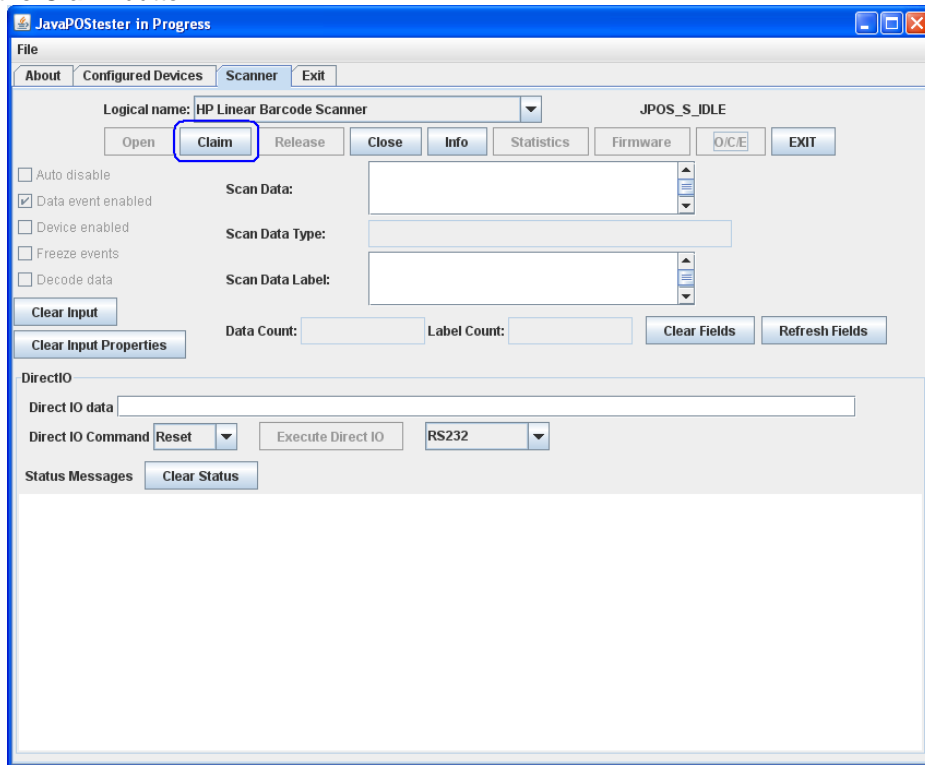 JavaPOStester in Progress
File
About Configured Devices Scanner Exit
Logical name: HP Linear Barcode Scanner JPOS_S_IDLE
Open Claim Release Close Info Statistics Firmware O/C/E EXIT
Auto disable
Scan Data:
Data event enabled
Device enabled
Scan Data Type:
Freeze events
Decode data
Scan Data Label:
Clear Input
Data Count: Label Count: Clear Fields Refresh Fields
Clear Input Properties
DirectIO
Direct IO data
Direct IO Command Reset Execute Direct IO RS232
Status Messages Clear Status